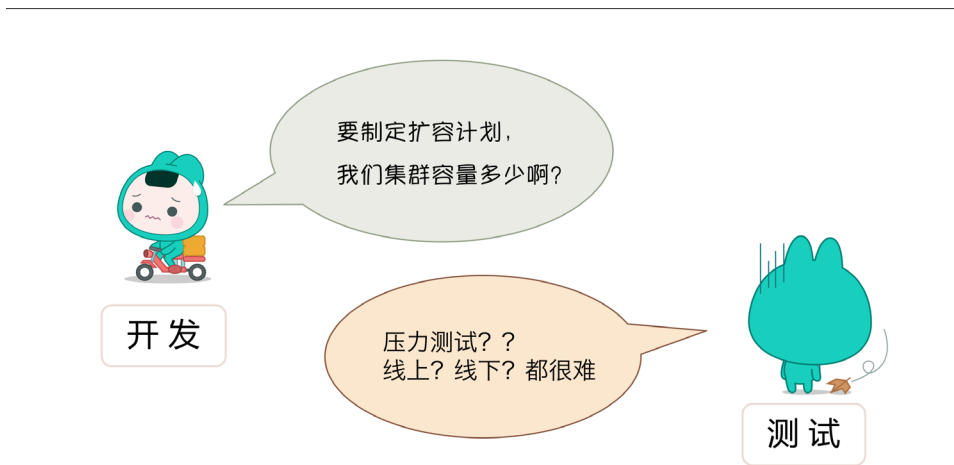 要制定扩容计划，
我们集群容量多少啊？
开发
压力测试？？
线上？线下？都很难
测试